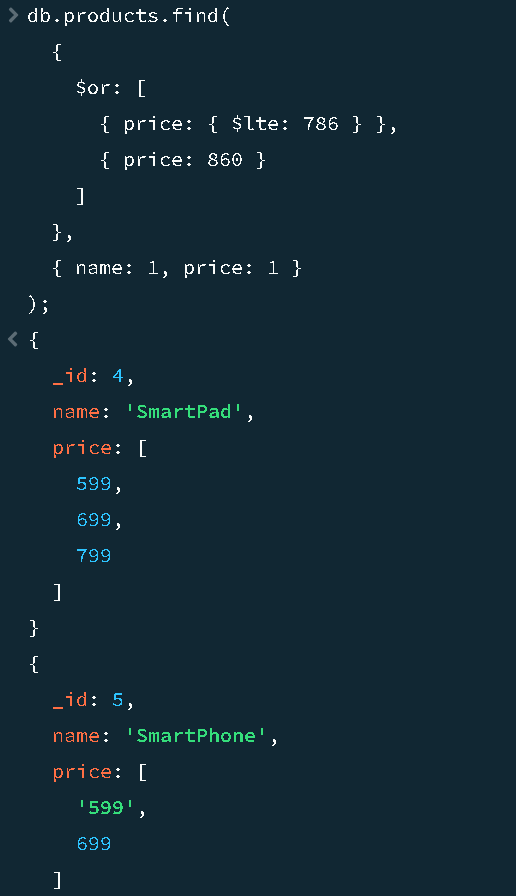 db.products.find(
{
$or: [
{ price: { $lte: 786 } },
{ price: 860 }
]
},
{ name: 1, price: 1 }
);
{
_id: 4,
name: 'SmartPad',
price: [
599,
699,
799
]
}
{
_id: 5,
name: 'SmartPhone',
price: [
'599',
699
]